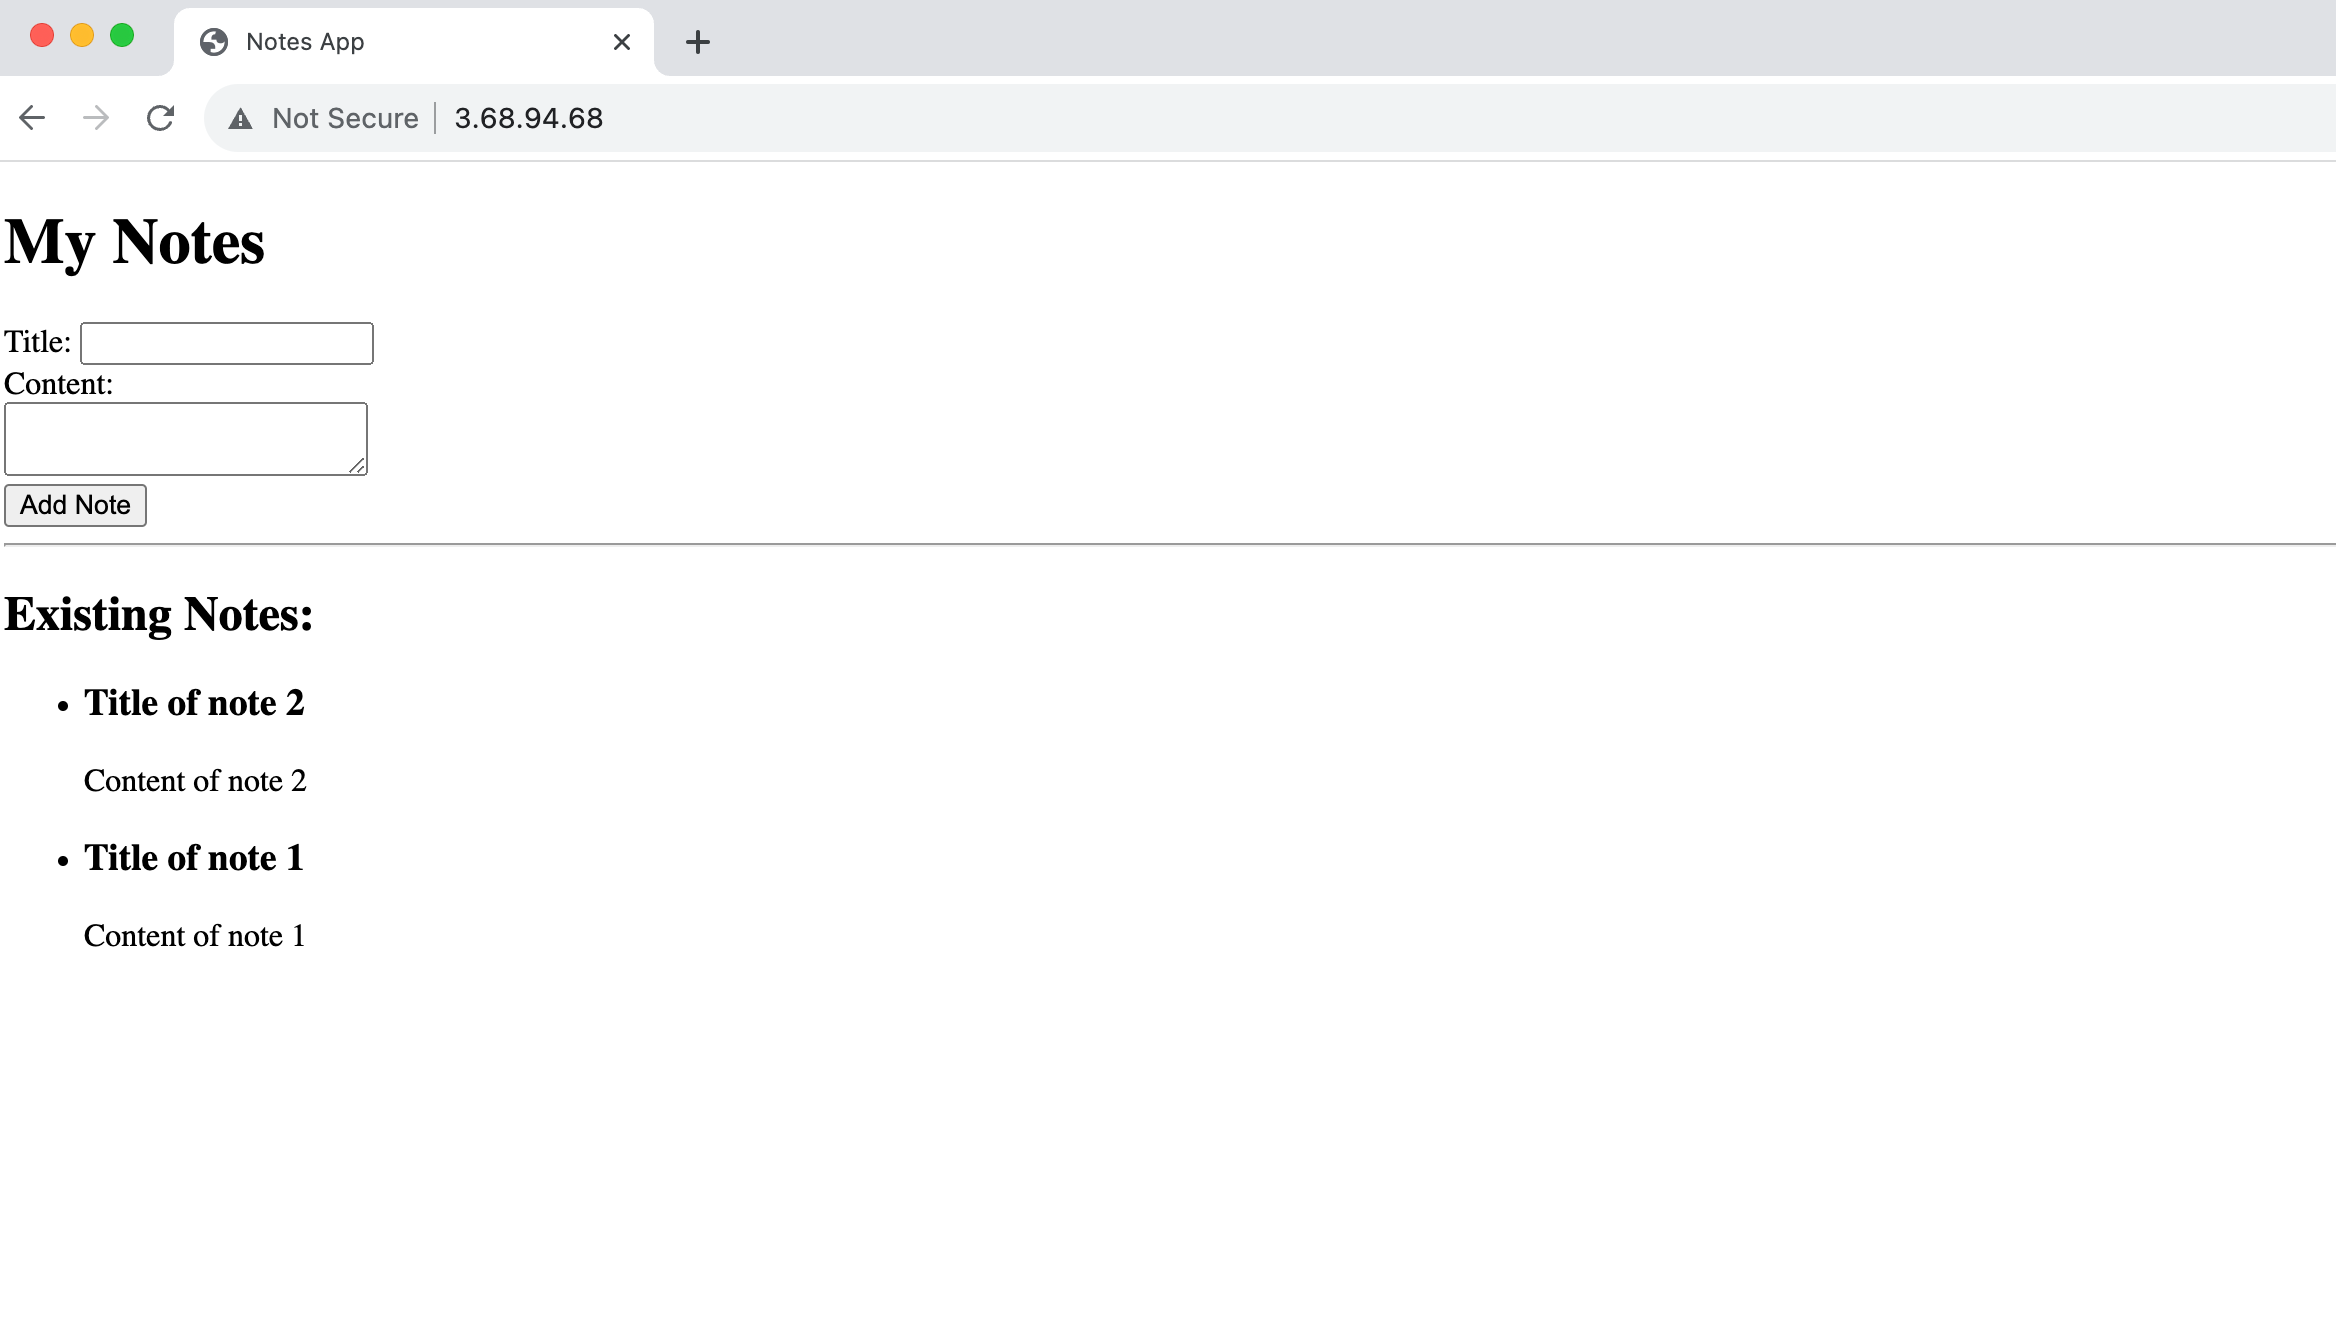 Notes App
Not Secure 3.68.94.68
My Notes
Title:
Content:
Add Note
Existing Notes:
Title of note 2
Content of note 2
Title of note 1
Content of note 1